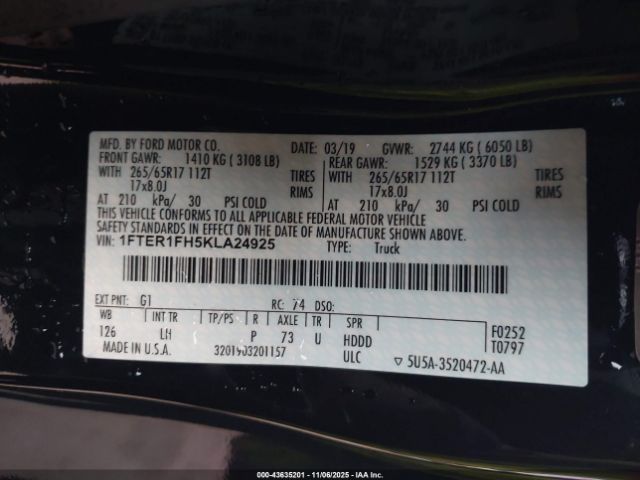 MFD. BY FORD MOTOR CO. DATE: 03/19 GVWR: 2744 KG ( 6050 LB)
FRONT GAWR: 1410 KG ( 3108 LB) REAR GAWR: 1529 KG ( 3370 LB)
WITH 265/65R17 112T TIRES WITH 265/65R17 112T TIRES
17x8.0J RIMS 17x8.0J RIMS
AT 210 kPa/ 30 PSI COLD AT 210 kPa/ 30 PSI COLD
THIS VEHICLE CONFORMS TO ALL APPLICABLE FEDERAL MOTOR VEHICLE
SAFETY STANDARDS IN EFFECT ON THE DATE OF MANUFACTURE SHOWN ABOVE.
VIN: 1FTER1FH5KLA24925 TYPE: Truck
EXT PNT: G1 RC: 74 DSO:
WB INT TR TP/PS R AXLE TR SPR F0252
126 LH P 73 U HDDD T0797
MADE IN U.S.A. 3201903201157 ULC ▽ 5U5A-3520472-AA
000-43635201 - 11/06/2025 - IAA Inc.